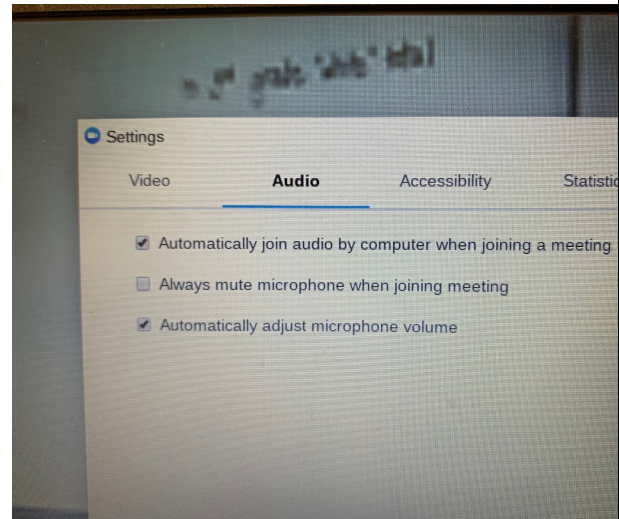 Settings
Video Audio Accessibility
Automatically join audio by computer when joining a meeting
Always mute microphone when joining meeting
Automatically adjust microphone volume